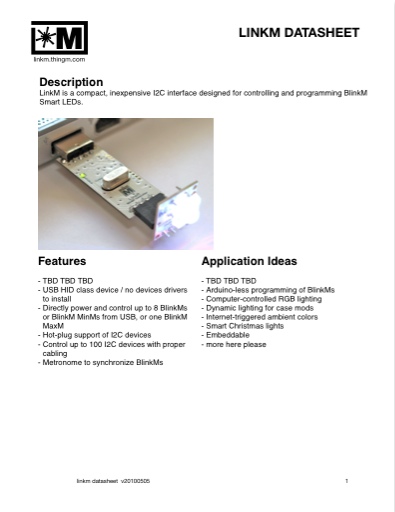 LINKM DATASHEET
M
linkm.thingm.com
Description
LinkM is a compact, inexpensive I2C interface designed for controlling and programming BlinkM
Smart LEDs.
Features
- TBD TBD TBD
- USB HID class device / no devices drivers
to install
- Directly power and control up to 8 BlinkMs
or BlinkM MinMs from USB, or one BlinkM
MaxM
- Hot-plug support of I2C devices
- Control up to 100 I2C devices with proper
cabling
- Metronome to synchronize BlinkMs
Application Ideas
- TBD TBD TBD
- Arduino-less programming of BlinkMs
- Computer-controlled RGB lighting
- Dynamic lighting for case mods
- Internet-triggered ambient colors
- Smart Christmas lights
- Embeddable
- more here please
linkm datasheet v20100505
1